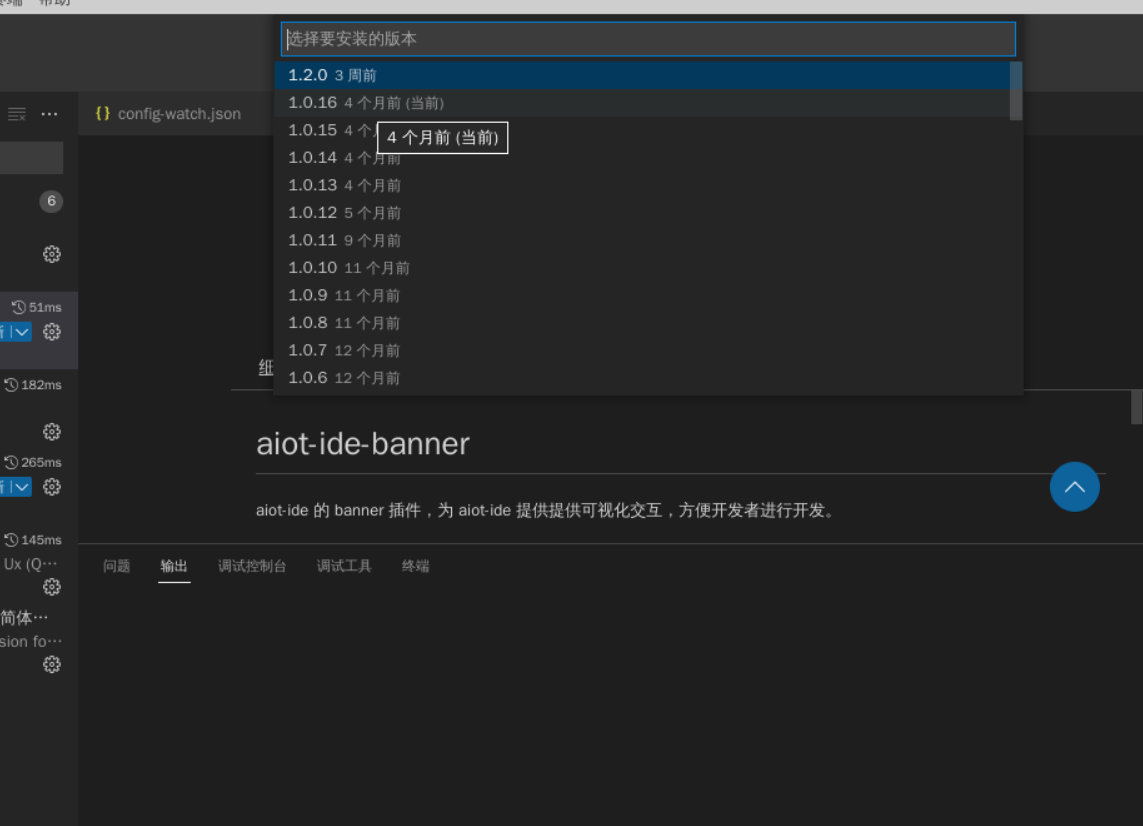 终端 帮助
选择要安装的版本
1.2.0 3 周前
1.0.16 4 个月前 (当前)
1.0.15 4 个
4 个月前 (当前)
1.0.14 4 个月前
1.0.13 4 个月前
1.0.12 5 个月前
1.0.11 9 个月前
1.0.10 11 个月前
1.0.9 11 个月前
1.0.8 11 个月前
1.0.7 12 个月前
1.0.6 12 个月前
{} config-watch.json
6
51ms
182ms
265ms
145ms
Ux (Q…
简体…
sion fo…
细
aiot-ide-banner
aiot-ide 的 banner 插件，为 aiot-ide 提供提供可视化交互，方便开发者进行开发。
问题 输出 调试控制台 调试工具 终端